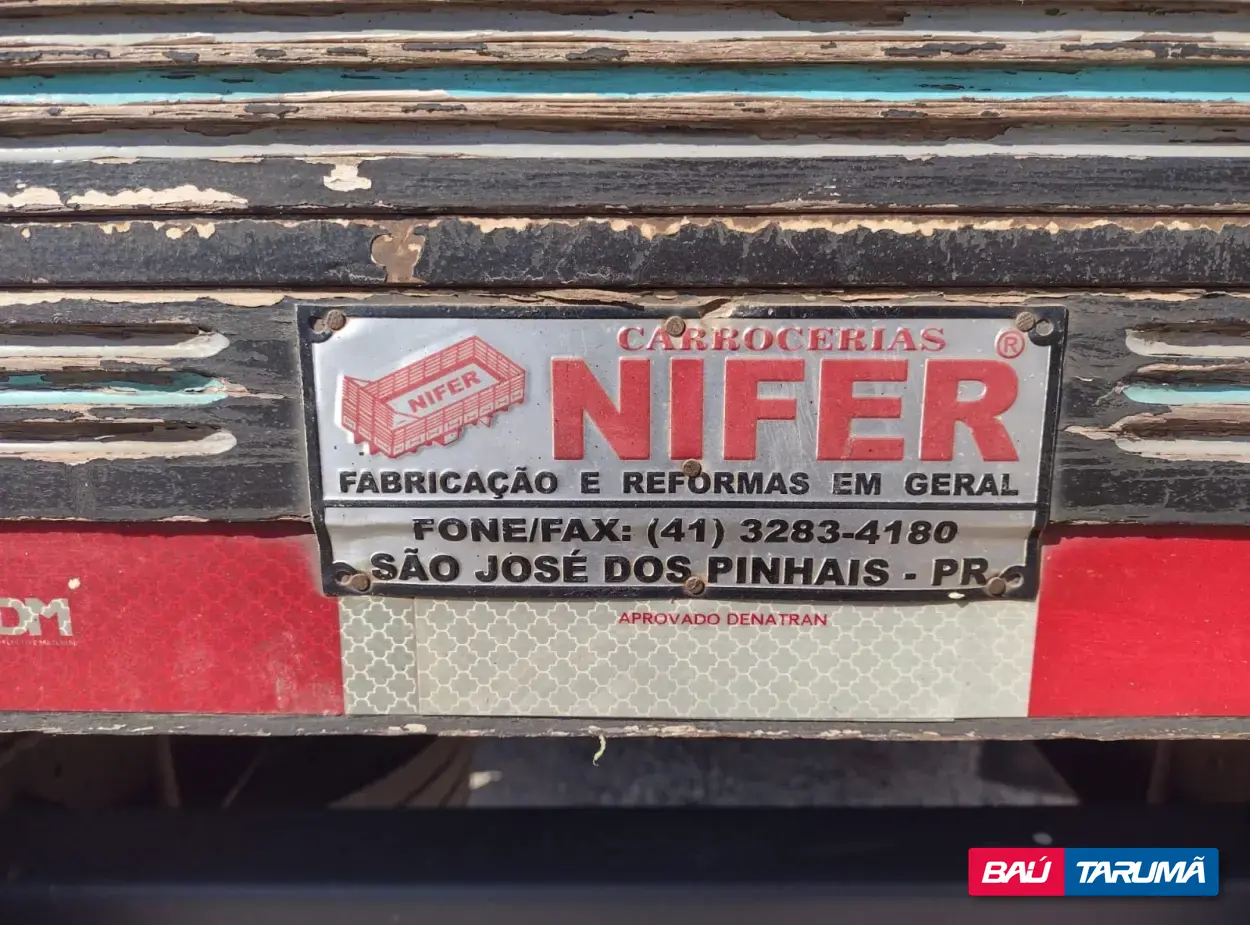 CARROCERIAS
NIFER ®
NIFER
FABRICAÇÃO E REFORMAS EM GERAL
FONE/FAX: (41) 3283-4180
SÃO JOSÉ DOS PINHAIS - PR
DM
APROVADO DENATRAN
BAÚ TARUMÃ